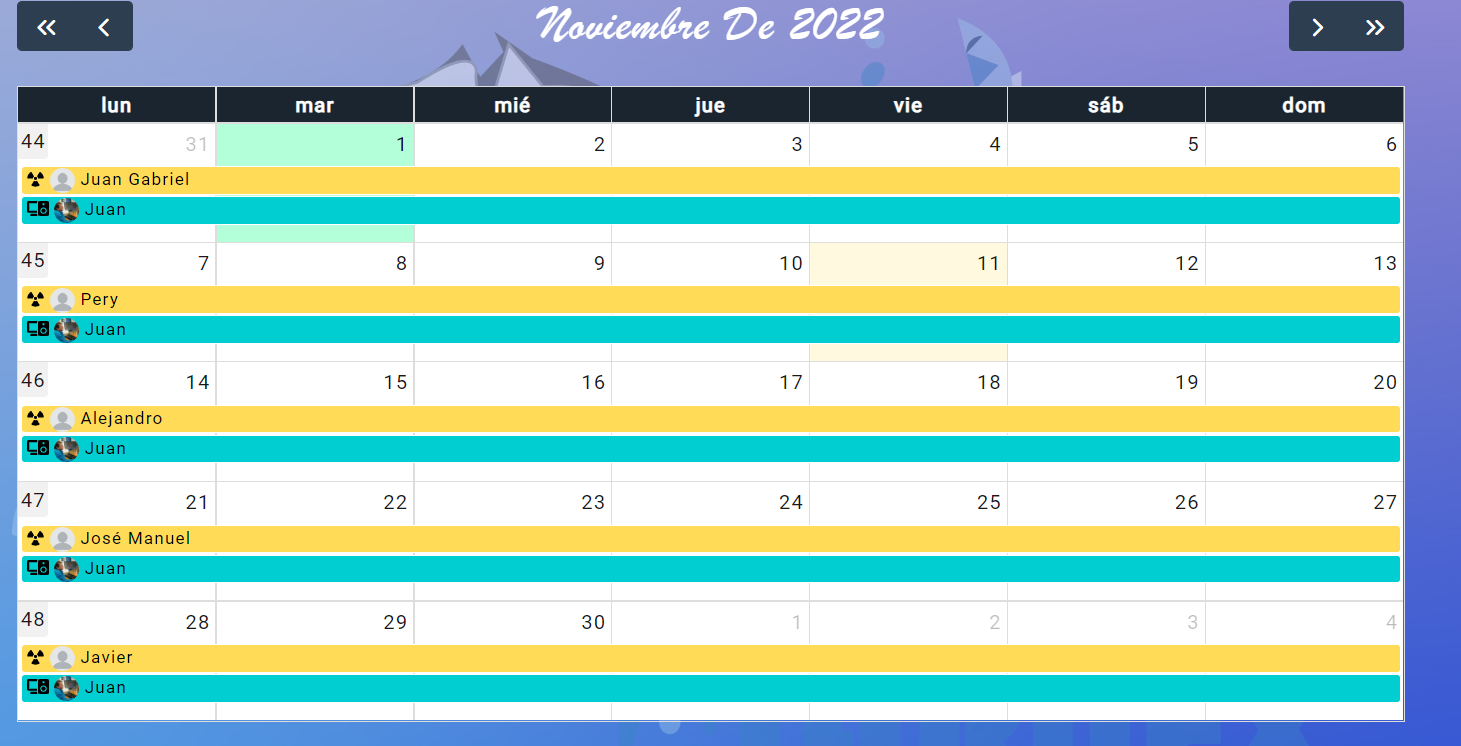 Noviembre De 2022
lun mar mié jue vie sáb dom
44 31 1 2 3 4 5 6
Juan Gabriel
Juan
45 7 8 9 10 11 12 13
Pery
Juan
46 14 15 16 17 18 19 20
Alejandro
Juan
47 21 22 23 24 25 26 27
José Manuel
Juan
48 28 29 30 1 2 3 4
Javier
Juan